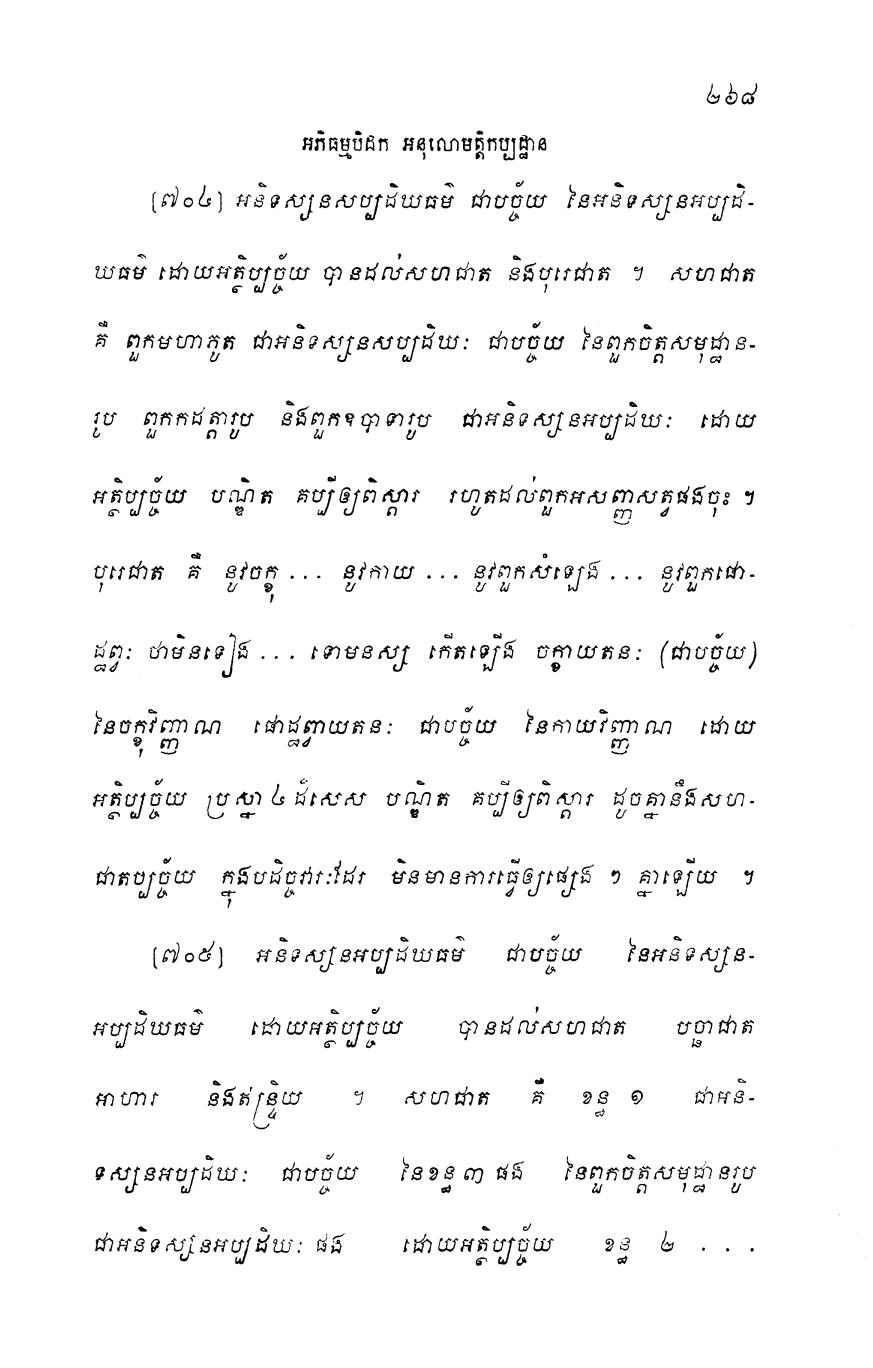 ២៦៨
អភិធម្មបិដក អនុលោមត្តិកប្បដ្ឋាន
[៧០៤] អនិទស្សនសប្បដិឃធម៌ ជាបច្ច័យ នៃអនិទស្សនអប្បដិ-
ឃធម៌ ដោយអត្ថិប្បច្ច័យ បានដល់សហជាត និងបុរេជាត ។ សហជាត
គឺ ពួកមហាភូត ជាអនិទស្សនសប្បដិឃៈ ជាបច្ច័យ នៃពួកចិត្តសមុដ្ឋាន-
រូប ពួកកដត្តារូប និងពួកឧបាទារូប ជាអនិទស្សនអប្បដិឃៈ ដោយ
អត្ថិប្បច្ច័យ បណ្ឌិត គប្បីឲ្យពិស្តារ រហូតដល់ពួកអសញ្ញសត្វផងចុះ ។
បុរេជាត គឺ នូវចក្ខុ ... នូវកាយ ... នូវពួកសំឡេង ... នូវពួកផោ-
ដ្ឋព្វៈ ថាមិនទៀង ... ទោមនស្ស កើតឡើង ចក្ខាយតនៈ (ជាបច្ច័យ)
នៃចក្ខុវិញ្ញាណ ផោដ្ឋព្វាយតនៈ ជាបច្ច័យ នៃកាយវិញ្ញាណ ដោយ
អត្ថិប្បច្ច័យ ប្រស្នា ៤ ដ៏សេស បណ្ឌិត គប្បីឲ្យពិស្តារ ដូចគ្នានឹងសហ-
ជាតប្បច្ច័យ ក្នុងបដិច្ចវារៈដែរ មិនមានការធ្វើឲ្យផ្សេង ៗ គ្នាឡើយ ។
[៧០៥] អនិទស្សនអប្បដិឃធម៌ ជាបច្ច័យ នៃអនិទស្សន-
អប្បដិឃធម៌ ដោយអត្ថិប្បច្ច័យ បានដល់សហជាត បច្ឆាជាត
អាហារ និងឥន្ទ្រិយ ។ សហជាត គឺ ខន្ធ ១ ជាអនិ-
ទស្សនអប្បដិឃៈ ជាបច្ច័យ នៃខន្ធ ៣ ផង នៃពួកចិត្តសមុដ្ឋានរូប
ជាអនិទស្សនអប្បដិឃៈ ផង ដោយអត្ថិប្បច្ច័យ ខន្ធ ២ ...